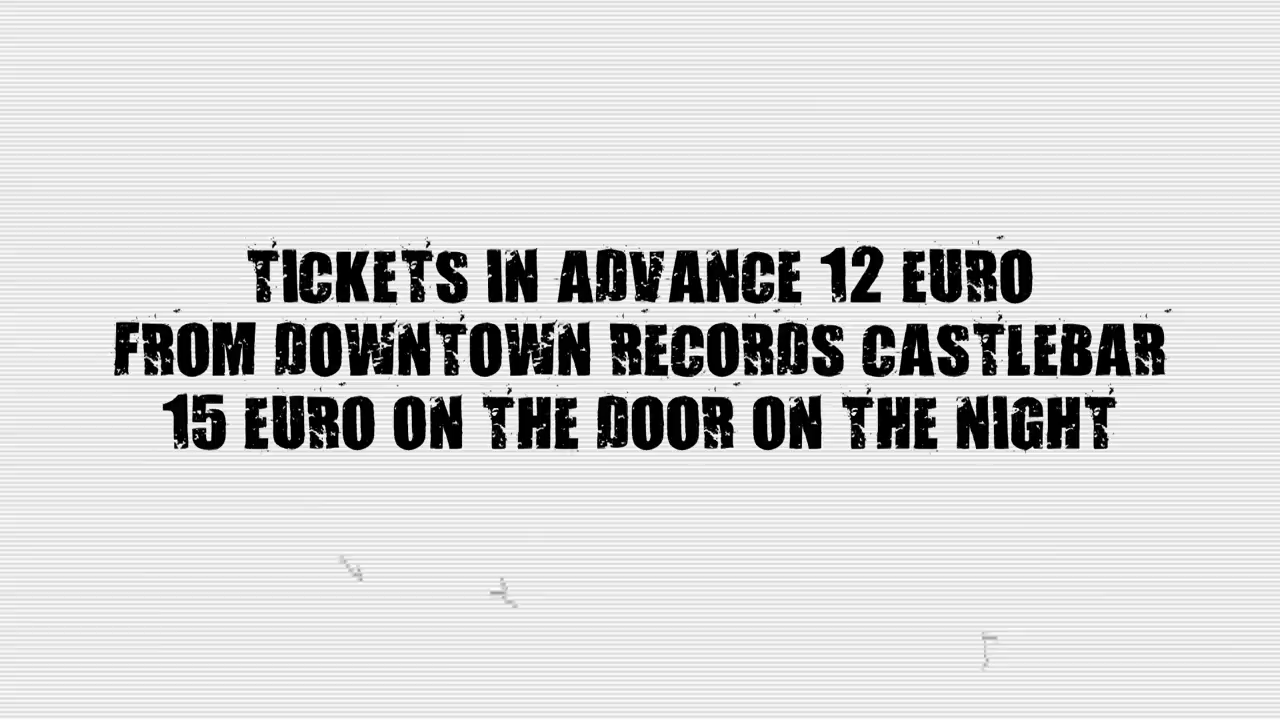 TICKETS IN ADVANCE 12 EURO
FROM DOWNTOWN RECORDS CASTLEBAR
15 EURO ON THE DOOR ON THE NIGHT